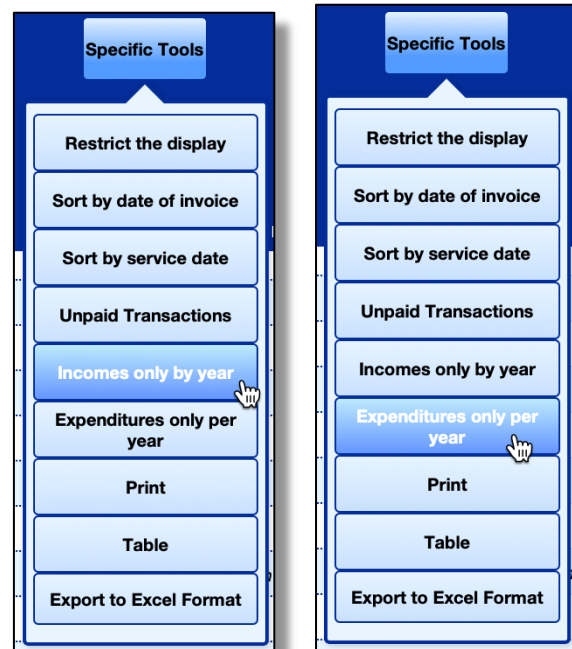 Specific Tools
Restrict the display
Sort by date of invoice
Sort by service date
Unpaid Transactions
Incomes only by year
Expenditures only per
year
Print
Table
Export to Excel Format
Specific Tools
Restrict the display
Sort by date of invoice
Sort by service date
Unpaid Transactions
Incomes only by year
Expenditures only per
year
Print
Table
Export to Excel Format